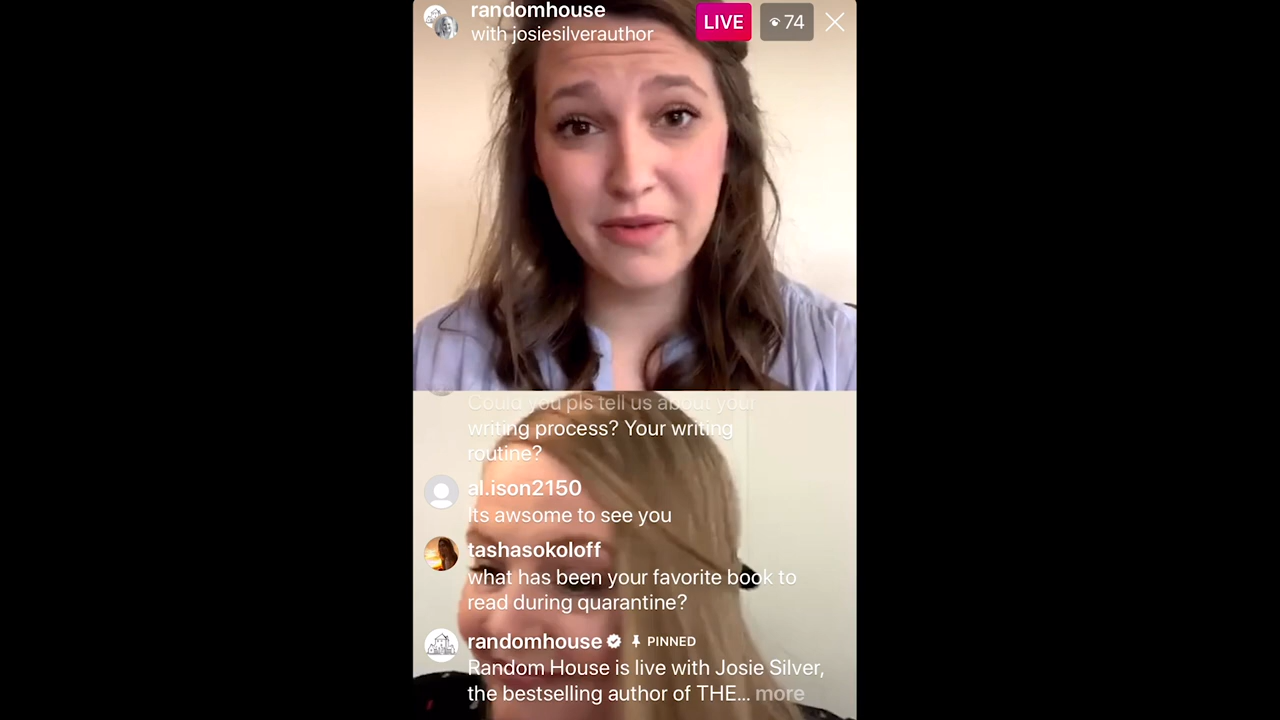 randomhouse
with josiesilverauthor
LIVE
74
Could you pls tell us about your
writing process? Your writing
routine?
al.ison2150
Its awsome to see you
tashasokoloff
what has been your favorite book to
read during quarantine?
randomhouse PINNED
Random House is live with Josie Silver,
the bestselling author of THE... more